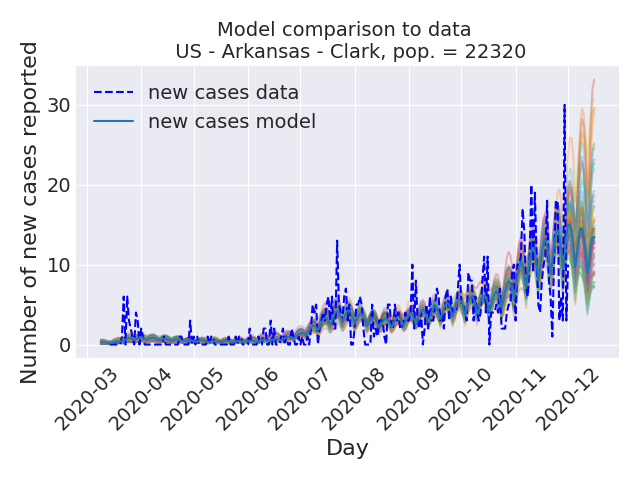 Model comparison to data
US - Arkansas - Clark, pop. = 22320
new cases data
new cases model
Number of new cases reported
30
20
10
0
2020-03
2020-04
2020-05
2020-06
2020-07
2020-08
2020-09
2020-10
2020-11
2020-12
Day